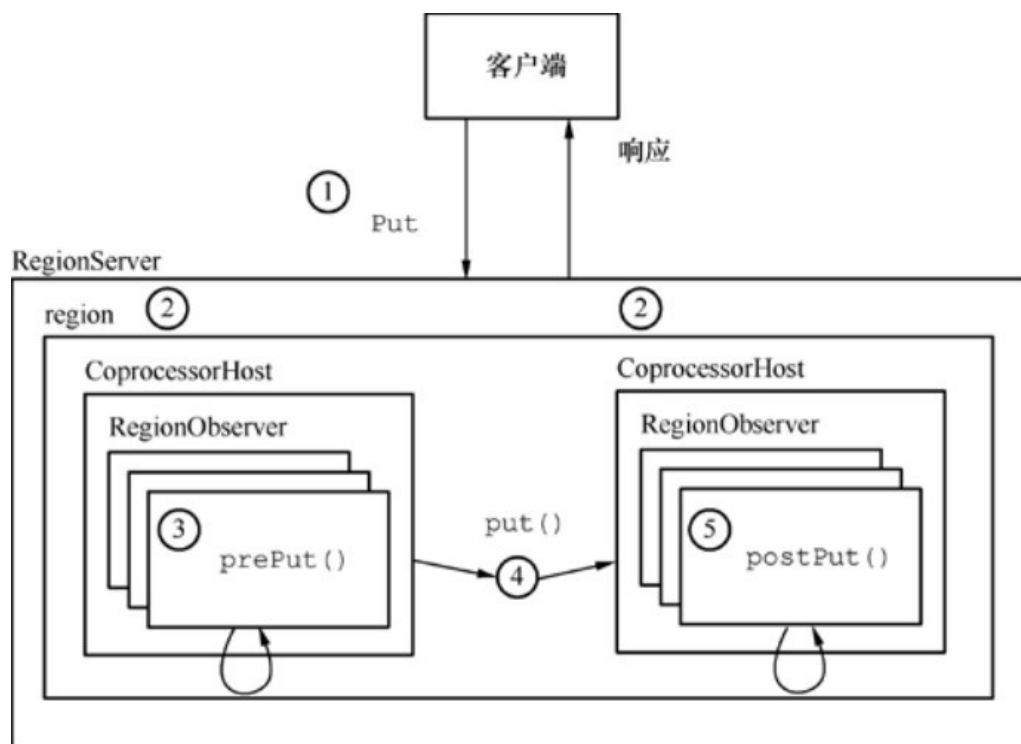 客户端
响应
①
Put
RegionServer
region
②
②
CoprocessorHost
CoprocessorHost
RegionObserver
RegionObserver
③
prePut()
put()
④
⑤
postPut()